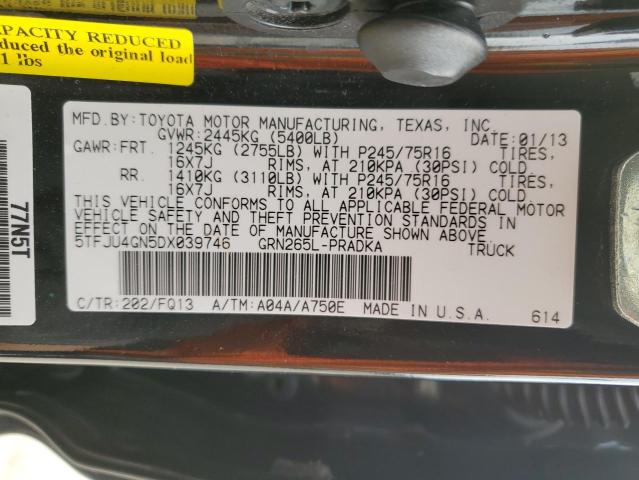 CAPACITY REDUCED
duced the original load
1 lbs
77N5T
MFD.BY:TOYOTA MOTOR MANUFACTURING, TEXAS, INC.
GVWR:2445KG (5400LB) DATE:01/13
GAWR:FRT. 1245KG (2755LB) WITH P245/75R16 TIRES,
16X7J RIMS, AT 210KPA (30PSI) COLD
RR. 1410KG (3110LB) WITH P245/75R16 TIRES,
16X7J RIMS, AT 210KPA (30PSI) COLD
THIS VEHICLE CONFORMS TO ALL APPLICABLE FEDERAL MOTOR
VEHICLE SAFETY AND THEFT PREVENTION STANDARDS IN
EFFECT ON THE DATE OF MANUFACTURE SHOWN ABOVE.
5TFJU4GN5DX039746 GRN265L-PRADKA TRUCK
C/TR:202/FQ13 A/TM:A04A/A750E MADE IN U.S.A. 614